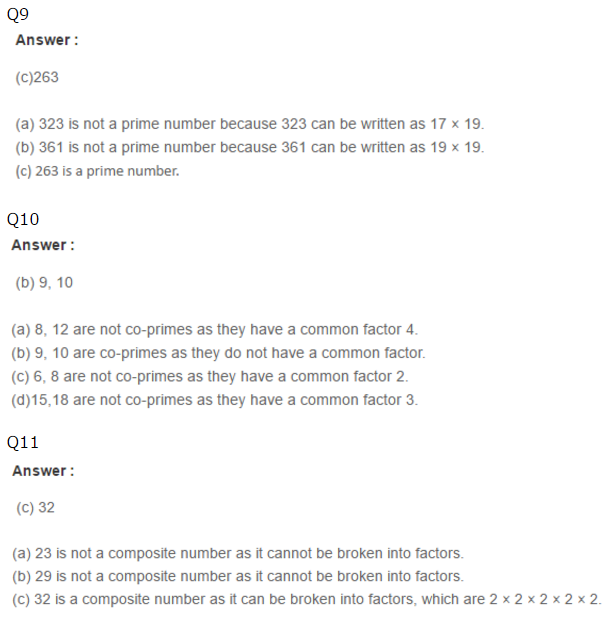 Q9
Answer :
(c)263
(a) 323 is not a prime number because 323 can be written as 17 × 19.
(b) 361 is not a prime number because 361 can be written as 19 × 19.
(c) 263 is a prime number.
Q10
Answer :
(b) 9, 10
(a) 8, 12 are not co-primes as they have a common factor 4.
(b) 9, 10 are co-primes as they do not have a common factor.
(c) 6, 8 are not co-primes as they have a common factor 2.
(d)15,18 are not co-primes as they have a common factor 3.
Q11
Answer :
(c) 32
(a) 23 is not a composite number as it cannot be broken into factors.
(b) 29 is not a composite number as it cannot be broken into factors.
(c) 32 is a composite number as it can be broken into factors, which are 2 × 2 × 2 × 2 × 2.